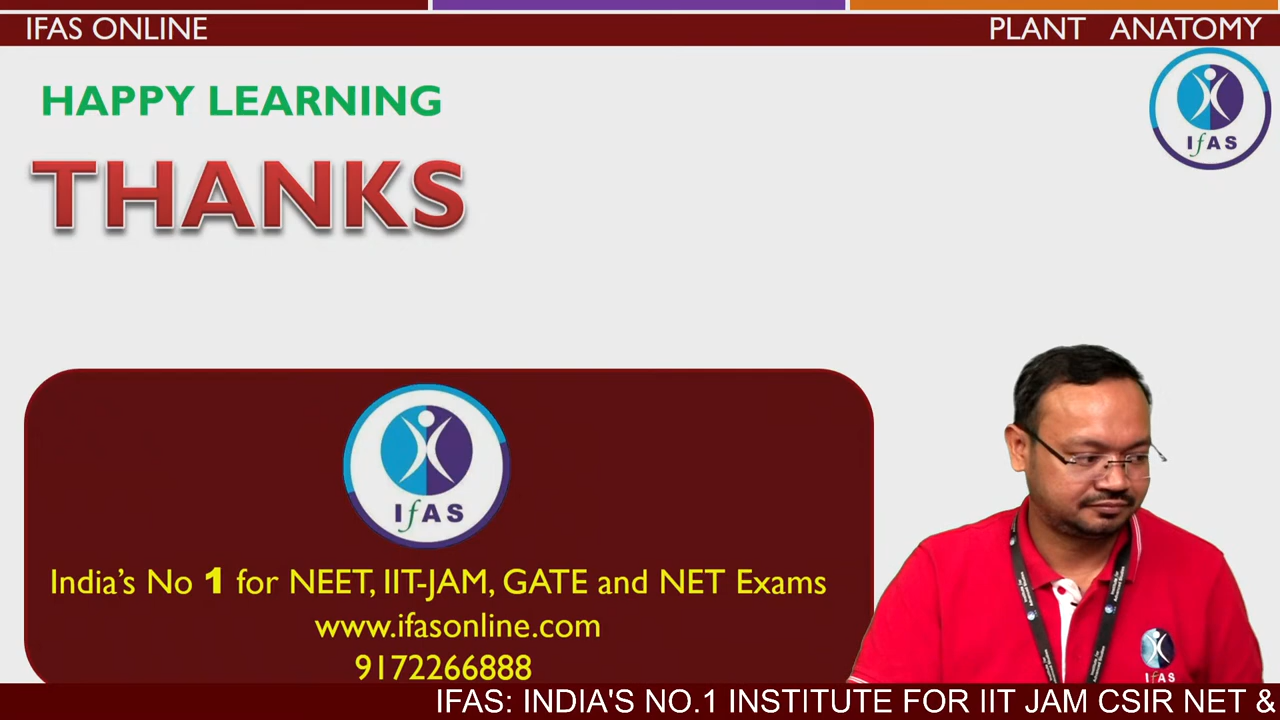 IFAS ONLINE
PLANT ANATOMY
IfAS
HAPPY LEARNING
THANKS
IfAS
India's No 1 for NEET, IIT-JAM, GATE and NET Exams
www.ifasonline.com
9172266888
IfAS
IFAS: INDIA'S NO.1 INSTITUTE FOR IIT JAM CSIR NET &